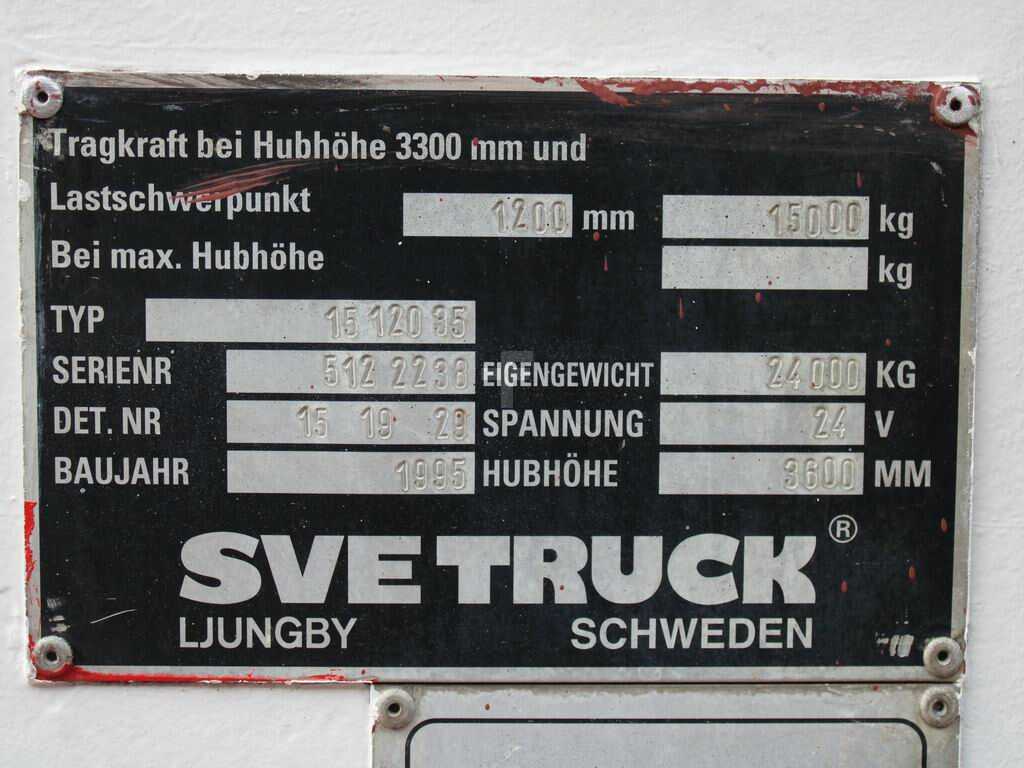 Tragkraft bei Hubhöhe 3300 mm und
Lastschwerpunkt 1200 mm 15000 kg
Bei max. Hubhöhe kg
TYP 15 120 35
SERIENR 512 2238 EIGENGEWICHT 24000 KG
DET. NR 15 19 29 SPANNUNG 24 V
BAUJAHR 1995 HUBHÖHE 3600 MM
SVETRUCK®
LJUNGBY SCHWEDEN